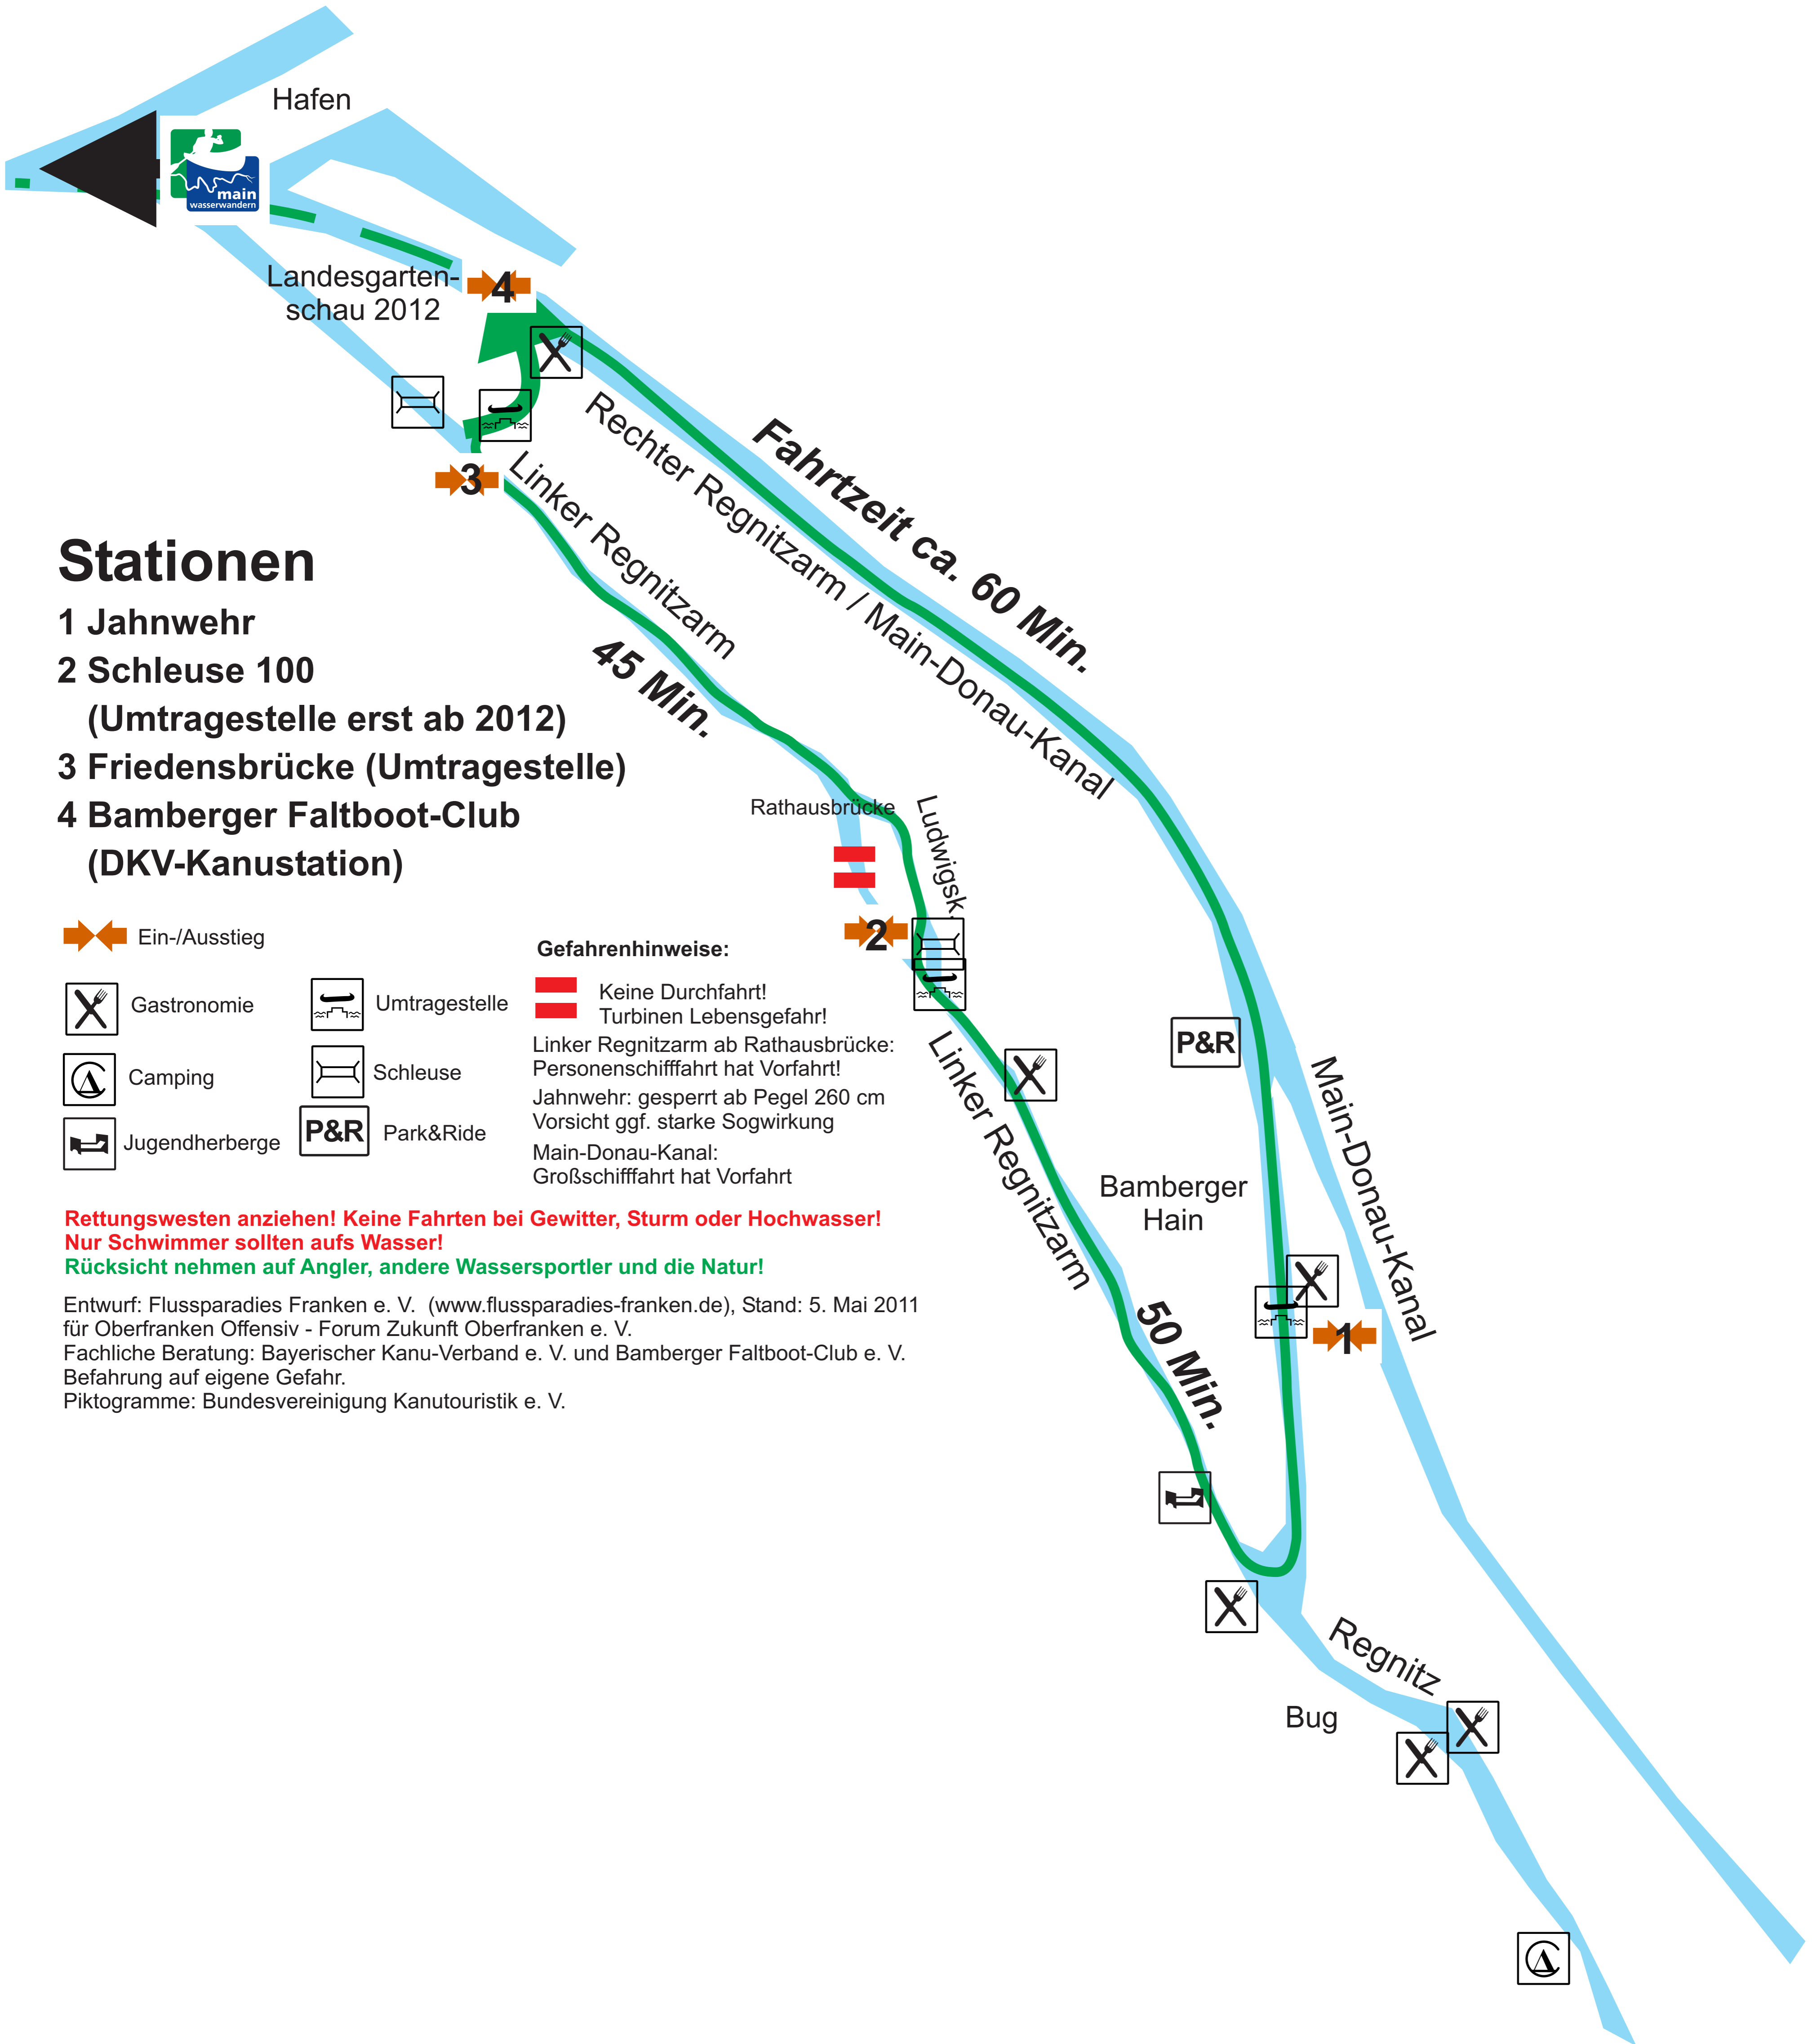 Hafen
main
wasserwandern
Landesgarten-
schau 2012
4
3
Rechter Regnitzarm / Main-Donau-Kanal
Fahrtzeit ca. 60 Min.
Linker Regnitzarm
45 Min.
Stationen
1 Jahnwehr
2 Schleuse 100
(Umtragestelle erst ab 2012)
3 Friedensbrücke (Umtragestelle)
4 Bamberger Faltboot-Club
(DKV-Kanustation)
Rathausbrücke
Ludwigsk.
2
Ein-/Ausstieg
Gastronomie
Umtragestelle
Camping
Schleuse
Jugendherberge
P&R
Park&Ride
Gefahrenhinweise:
Keine Durchfahrt!
Turbinen Lebensgefahr!
Linker Regnitzarm ab Rathausbrücke:
Personenschifffahrt hat Vorfahrt!
Jahnwehr: gesperrt ab Pegel 260 cm
Vorsicht ggf. starke Sogwirkung
Main-Donau-Kanal:
Großschifffahrt hat Vorfahrt
Rettungswesten anziehen! Keine Fahrten bei Gewitter, Sturm oder Hochwasser!
Nur Schwimmer sollten aufs Wasser!
Rücksicht nehmen auf Angler, andere Wassersportler und die Natur!
Entwurf: Flussparadies Franken e. V. (www.flussparadies-franken.de), Stand: 5. Mai 2011
für Oberfranken Offensiv - Forum Zukunft Oberfranken e. V.
Fachliche Beratung: Bayerischer Kanu-Verband e. V. und Bamberger Faltboot-Club e. V.
Befahrung auf eigene Gefahr.
Piktogramme: Bundesvereinigung Kanutouristik e. V.
P&R
Linker Regnitzarm
Main-Donau-Kanal
Bamberger
Hain
1
50 Min.
Regnitz
Bug